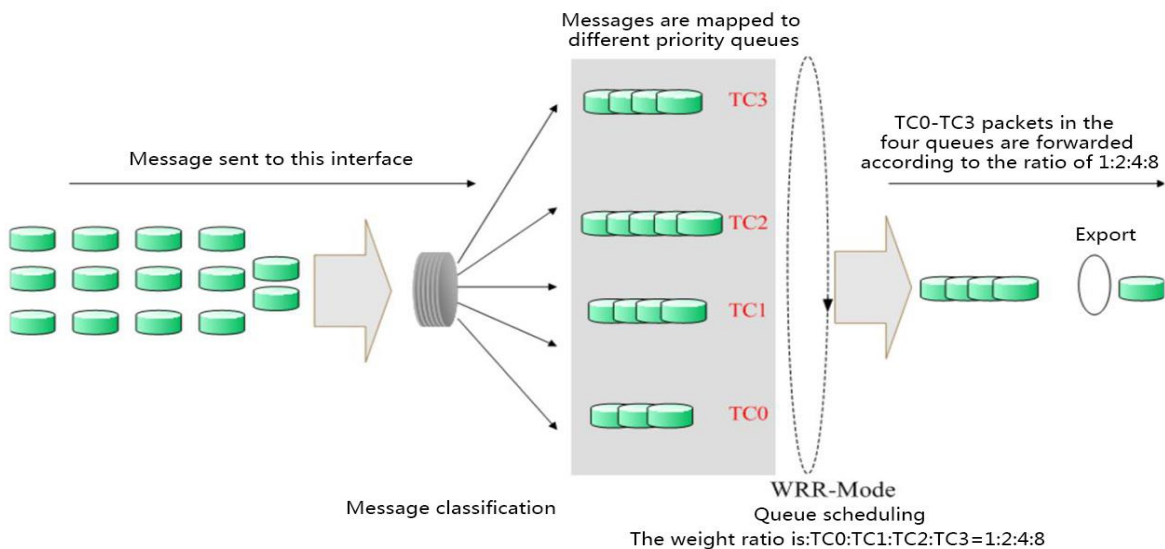 Messages are mapped to
different priority queues
TC3
Message sent to this interface
TC0-TC3 packets in the
four queues are forwarded
according to the ratio of 1:2:4:8
TC2
Export
TC1
TC0
Message classification
WRR-Mode
Queue scheduling
The weight ratio is:TC0:TC1:TC2:TC3=1:2:4:8